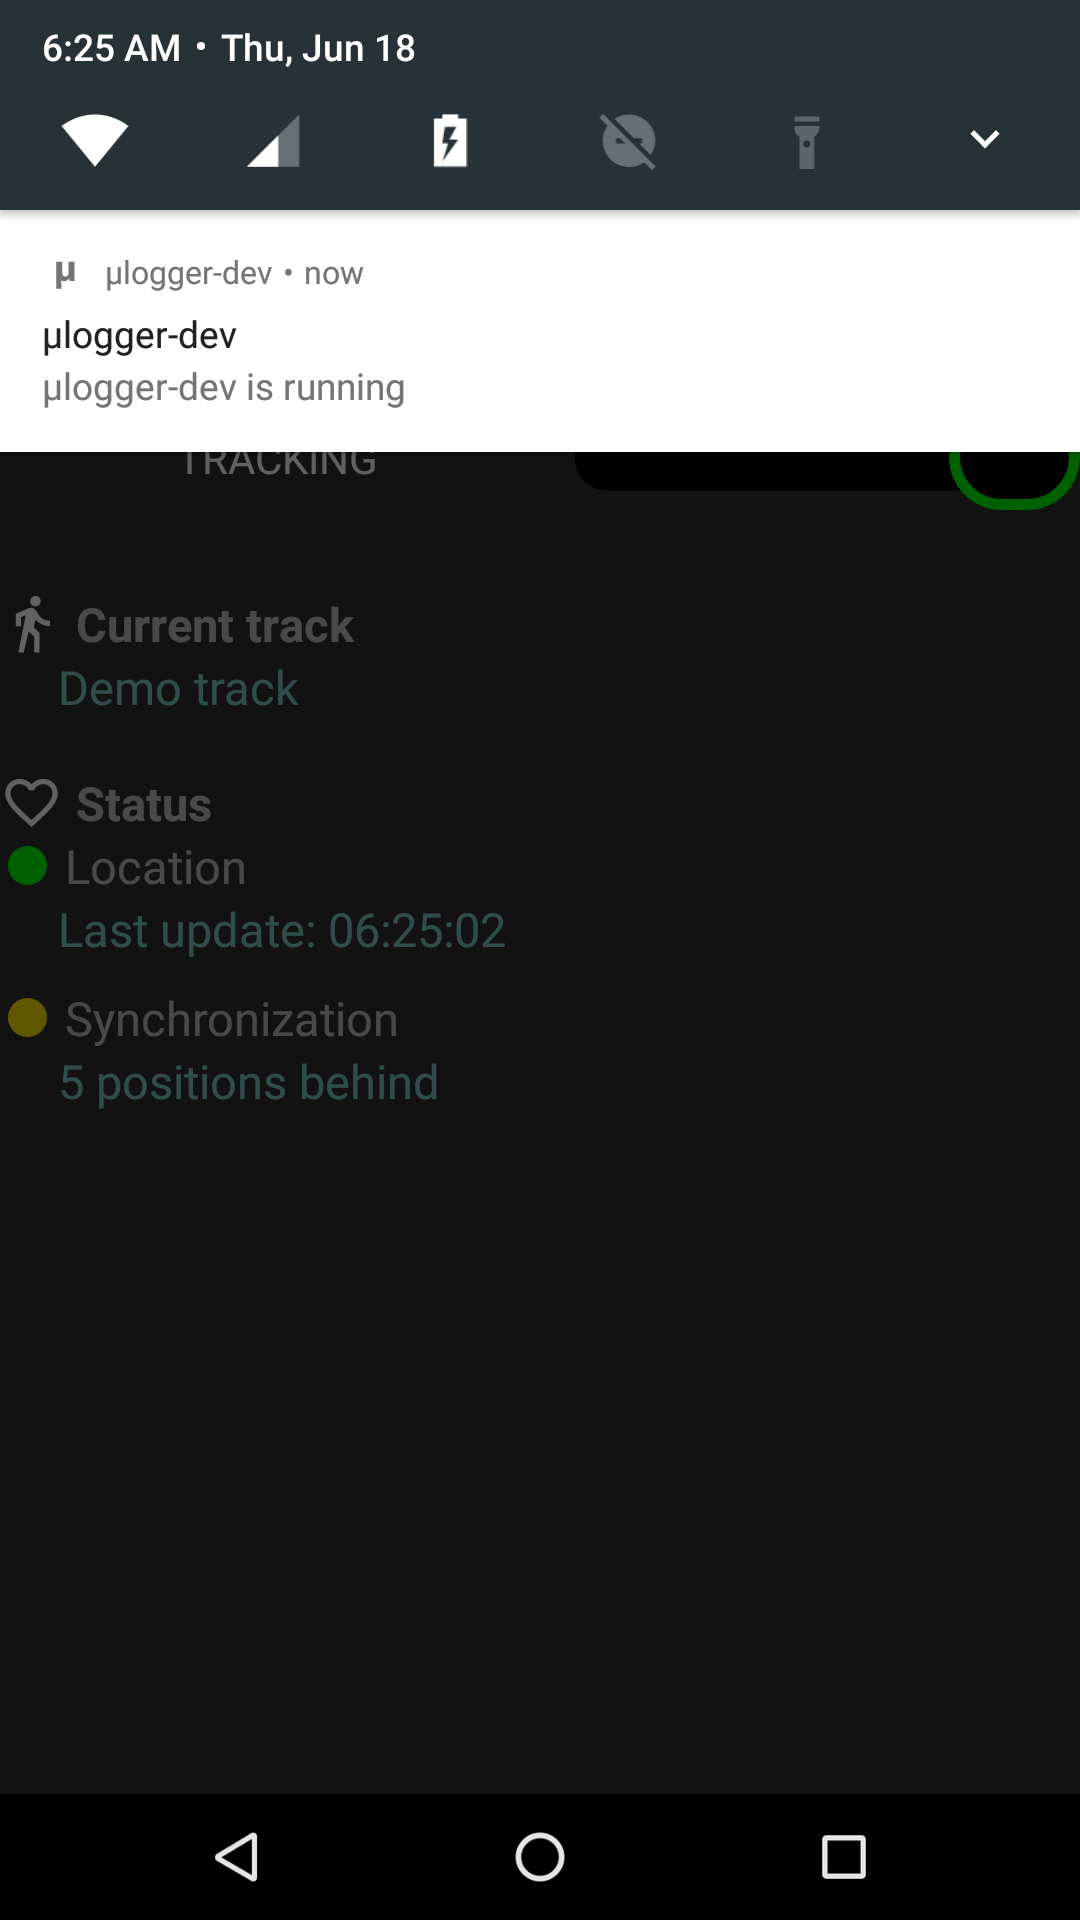 6:25 AM • Thu, Jun 18
µ µlogger-dev • now
µlogger-dev
µlogger-dev is running
TRACKING
Current track
Demo track
Status
Location
Last update: 06:25:02
Synchronization
5 positions behind